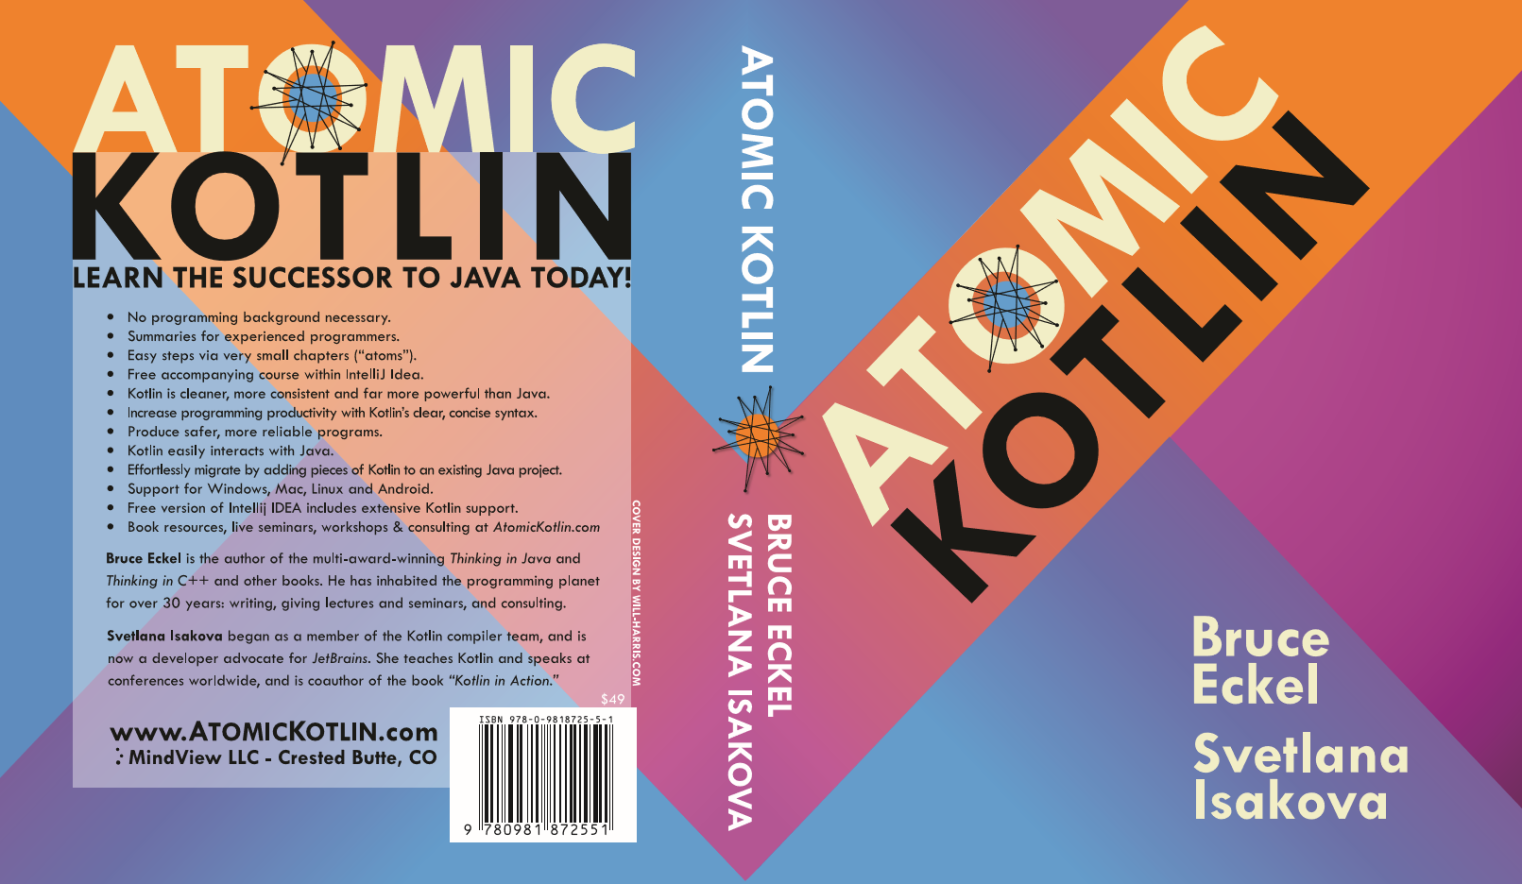 ATOMIC
KOTLIN
LEARN THE SUCCESSOR TO JAVA TODAY!
• No programming background necessary.
• Summaries for experienced programmers.
• Easy steps via very small chapters (“atoms”).
• Free accompanying course within IntelliJ Idea.
• Kotlin is cleaner, more consistent and far more powerful than Java.
• Increase programming productivity with Kotlin’s clear, concise syntax.
• Produce safer, more reliable programs.
• Kotlin easily interacts with Java.
• Effortlessly migrate by adding pieces of Kotlin to an existing Java project.
• Support for Windows, Mac, Linux and Android.
• Free version of Intellij IDEA includes extensive Kotlin support.
• Book resources, live seminars, workshops & consulting at AtomicKotlin.com
Bruce Eckel is the author of the multi-award-winning Thinking in Java and
Thinking in C++ and other books. He has inhabited the programming planet
for over 30 years: writing, giving lectures and seminars, and consulting.
Svetlana Isakova began as a member of the Kotlin compiler team, and is
now a developer advocate for JetBrains. She teaches Kotlin and speaks at
conferences worldwide, and is coauthor of the book “Kotlin in Action.”
www.ATOMICKOTLIN.com
MindView LLC - Crested Butte, CO
$49
ISBN 978-0-9818725-5-1
9 780981 872551
COVER DESIGN BY WILL-HARRIS.COM
ATOMIC KOTLIN
BRUCE ECKEL
SVETLANA ISAKOVA
ATOMIC
KOTLIN
Bruce
Eckel
Svetlana
Isakova